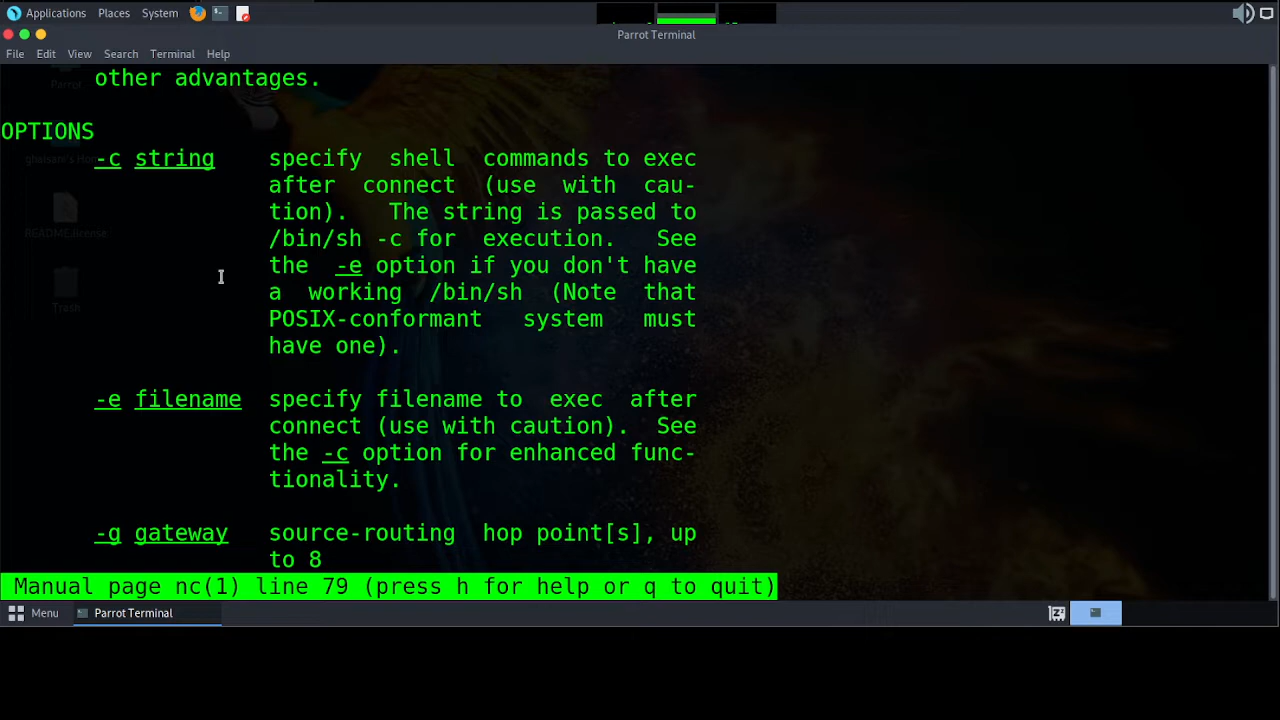 Applications Places System
Parrot Terminal
File Edit View Search Terminal Help
other advantages.
Parrot
OPTIONS
-c string specify shell commands to exec
after connect (use with cau-
tion). The string is passed to
/bin/sh -c for execution. See
README.license
the -e option if you don't have
a working /bin/sh (Note that
Trash
POSIX-conformant system must
have one).
-e filename specify filename to exec after
connect (use with caution). See
the -c option for enhanced func-
tionality.
-g gateway source-routing hop point[s], up
to 8
Manual page nc(1) line 79 (press h for help or q to quit)
Menu Parrot Terminal